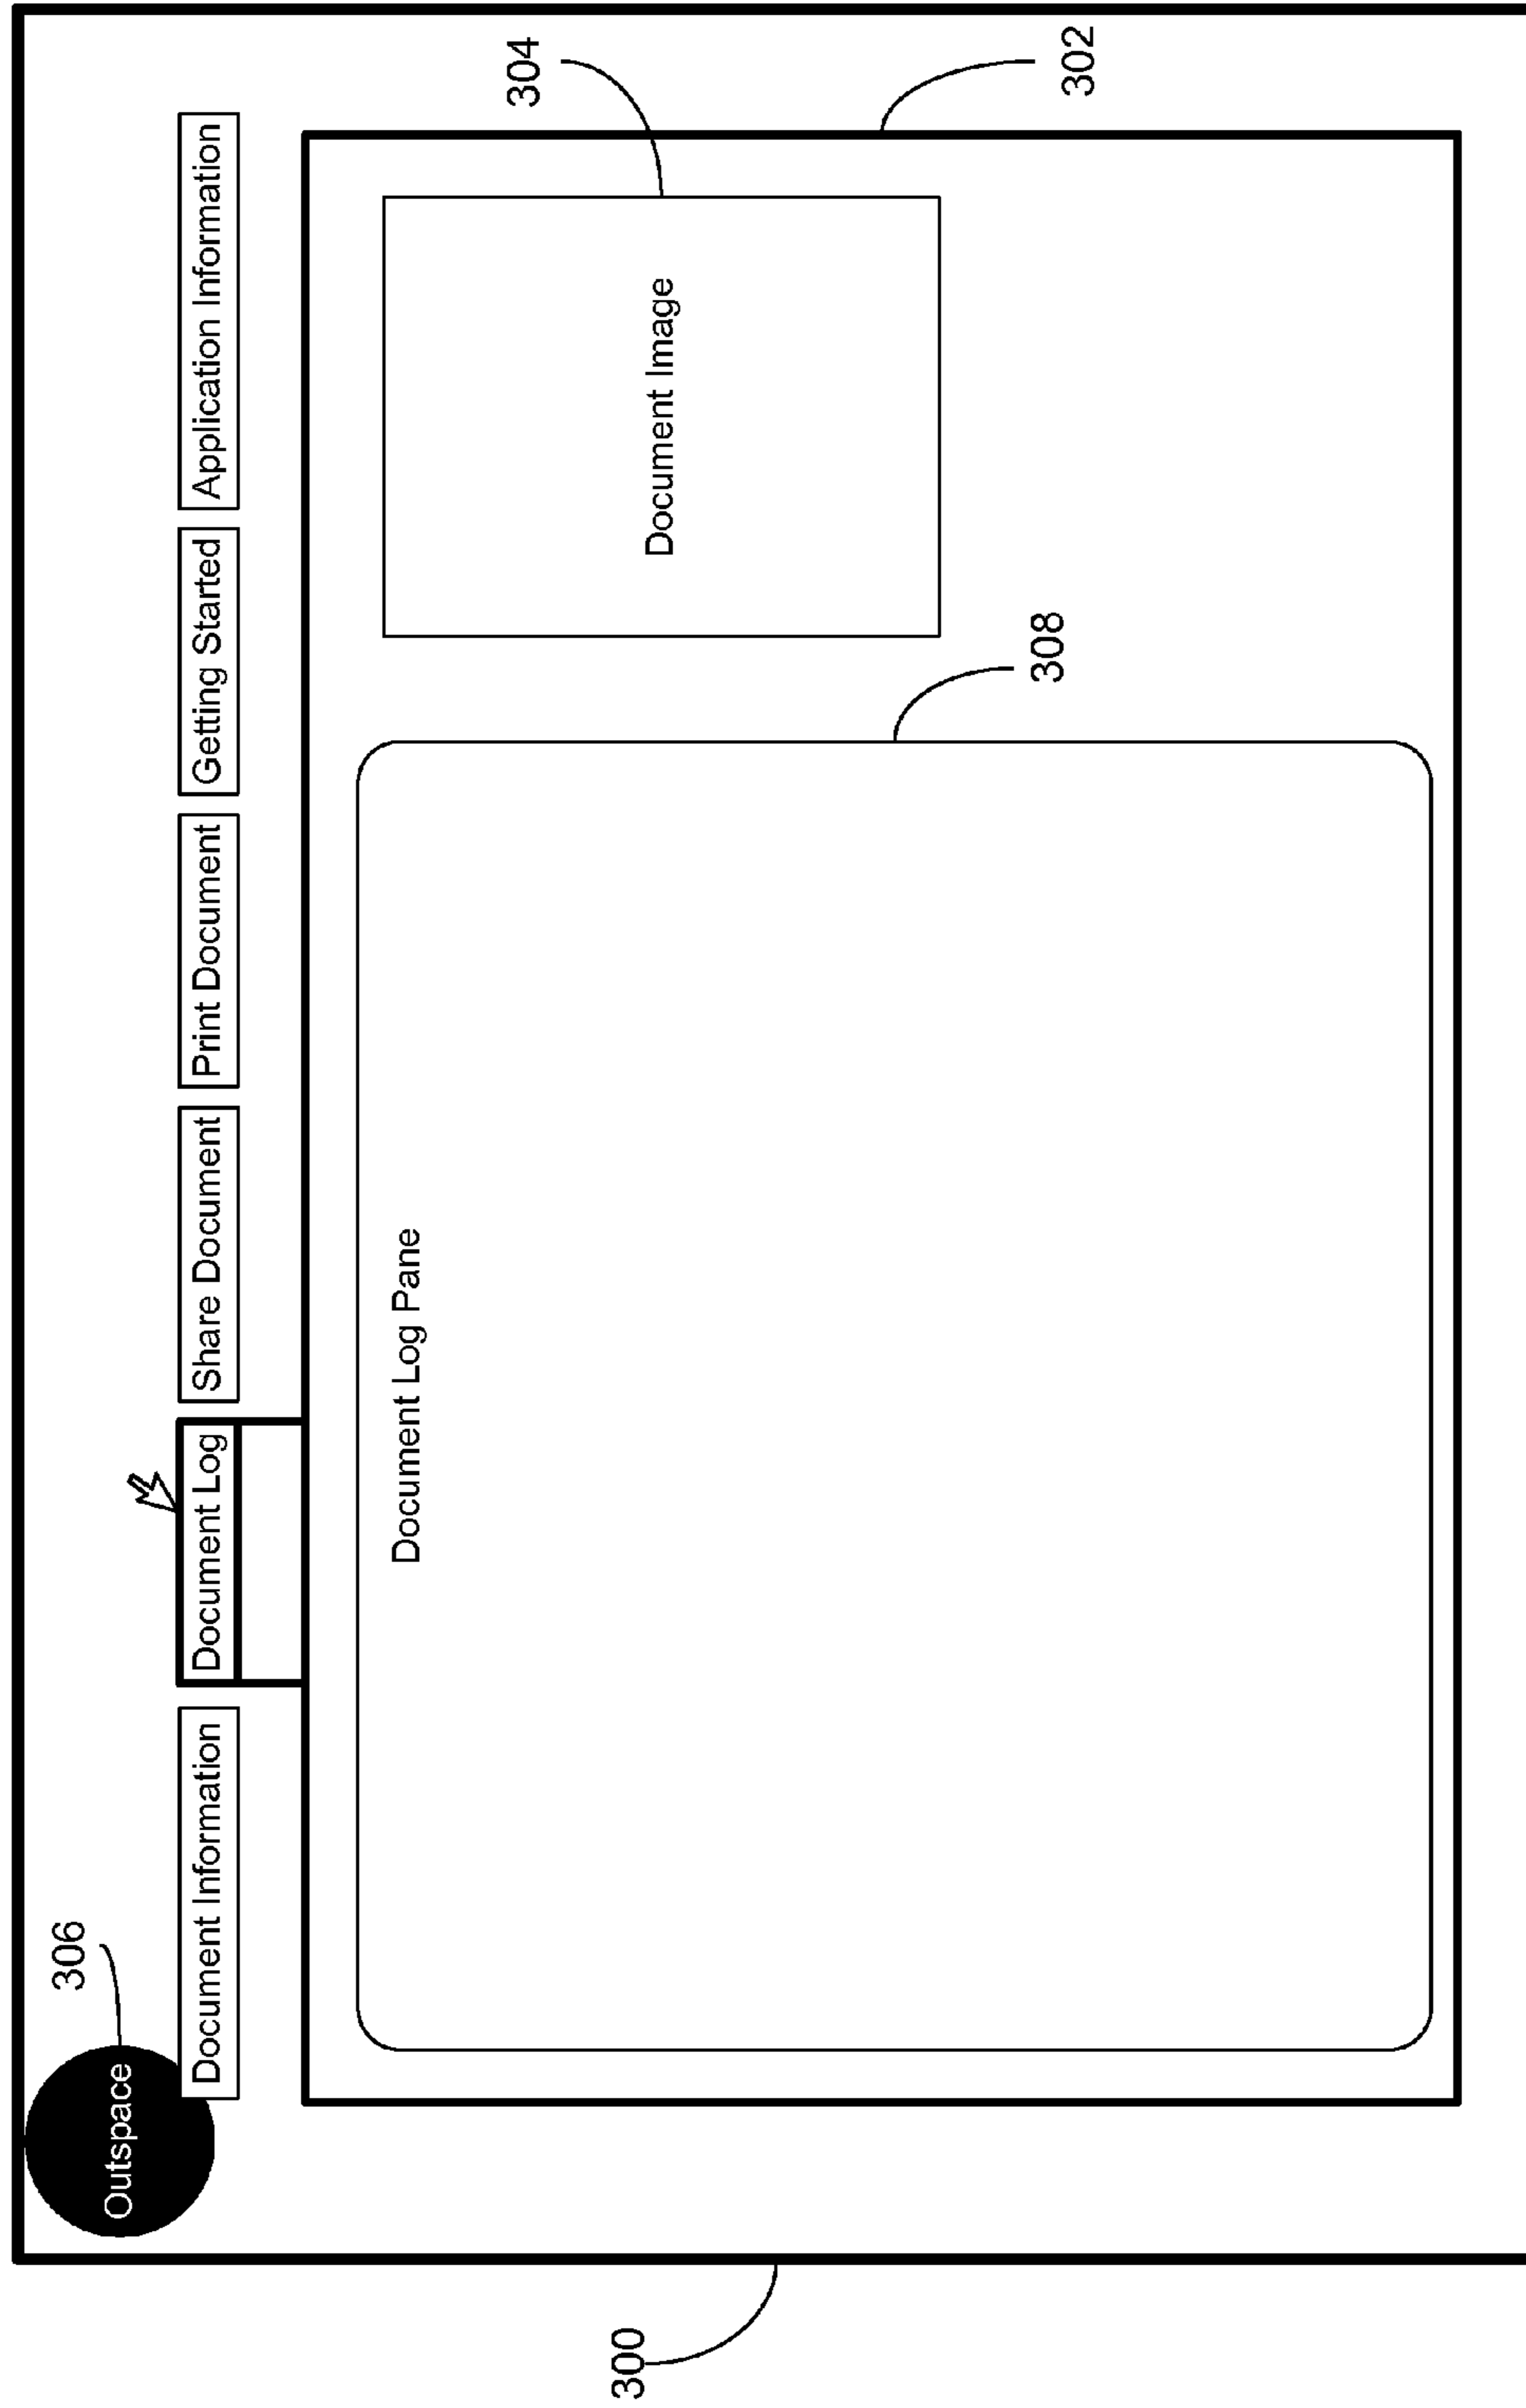 306
Outspace
Document Information
Document Log
Share Document
Print Document
Getting Started
Application Information
304
Document Log Pane
Document Image
308
302
300